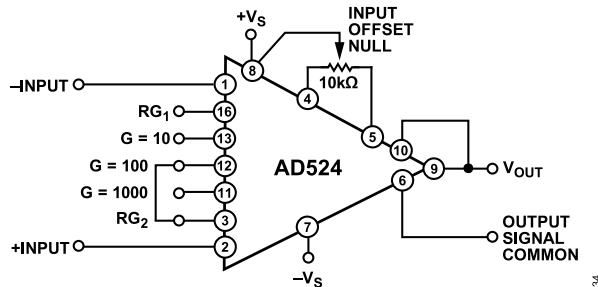 +VS
INPUT
OFFSET
NULL
8
10kΩ
–INPUT
1
4
RG1
16
5
G = 10
13
10
G = 100
12
AD524
9
VOUT
G = 1000
11
6
RG2
3
7
OUTPUT
SIGNAL
COMMON
+INPUT
2
–VS
34